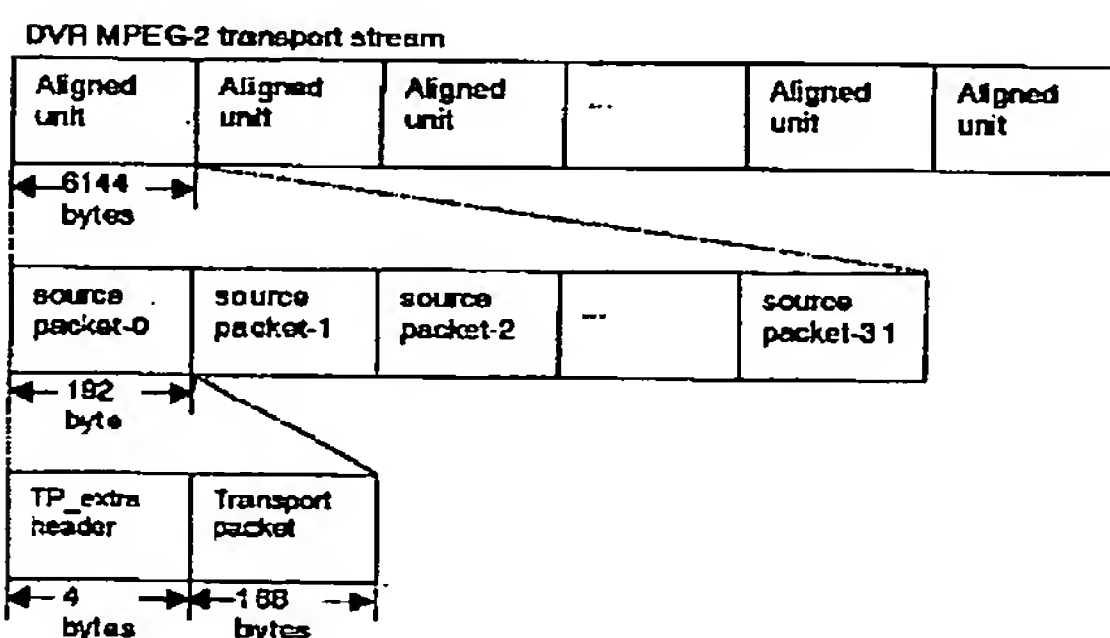 DVR MPEG-2 transport stream
Aligned unit
Aligned unit
Aligned unit
...
Aligned unit
Aligned unit
6144 bytes
source packet-0
source packet-1
source packet-2
...
source packet-31
192 byte
TP_extra header
Transport packet
4 bytes
188 bytes